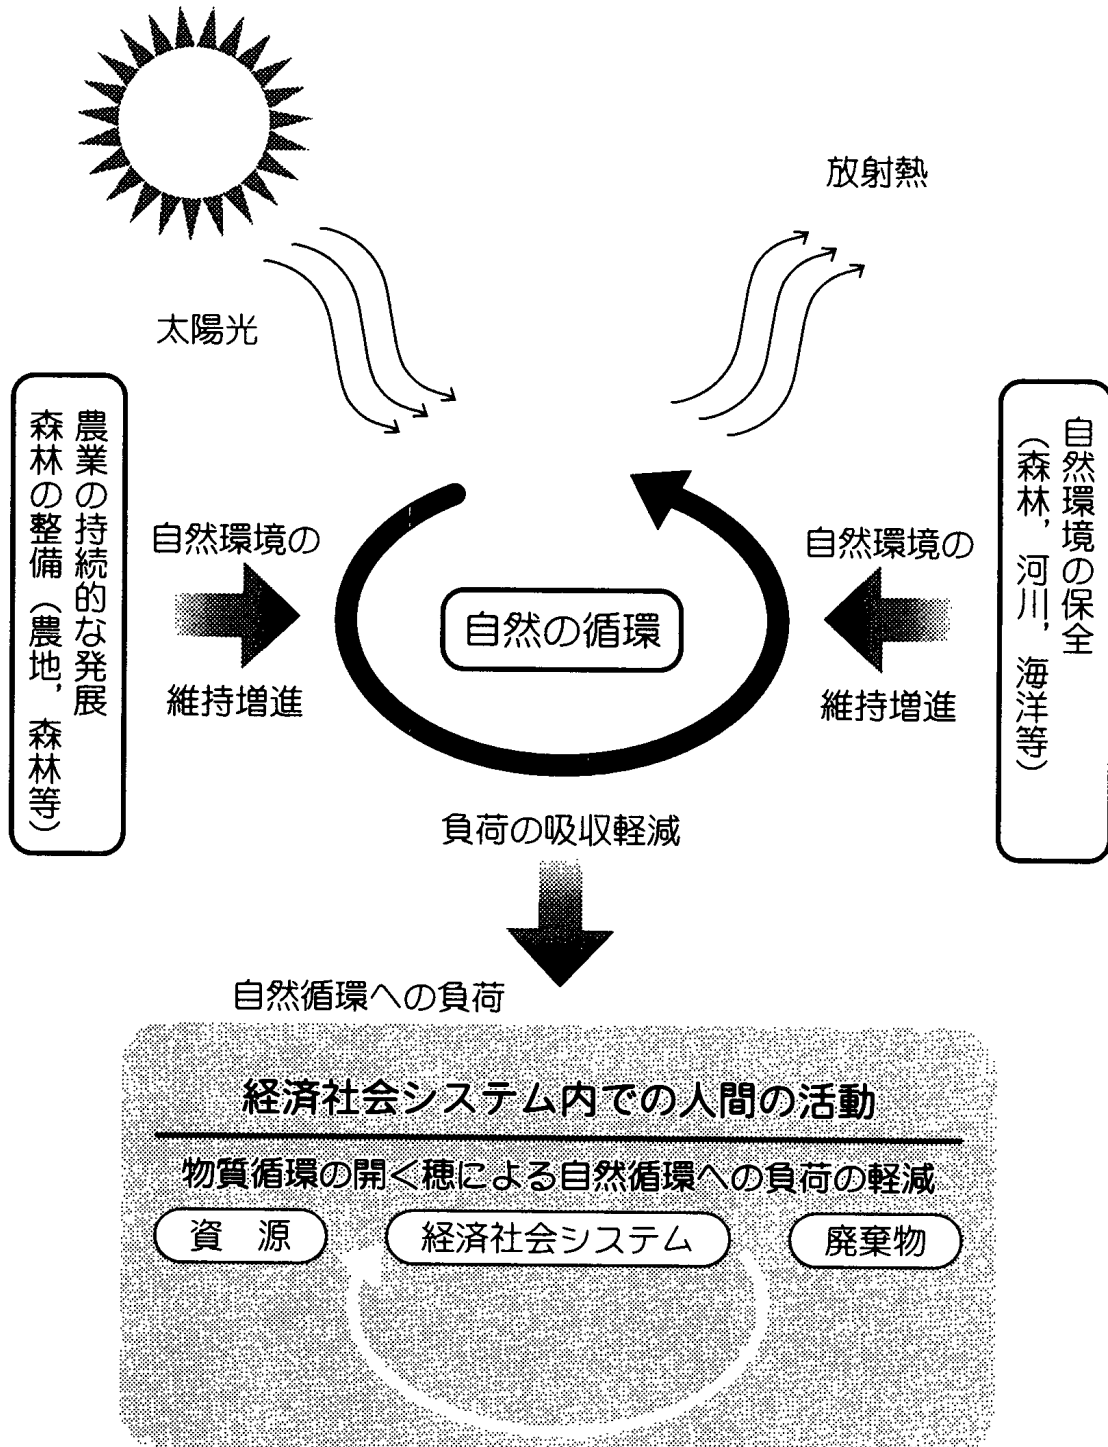 放射熱
太陽光
農業の持続的な発展
森林の整備（農地，森林等）
自然環境の
維持増進
自然の循環
自然環境の
維持増進
自然環境の保全
（森林，河川，海洋等）
負荷の吸収軽減
自然循環への負荷
経済社会システム内での人間の活動
物質循環の開く穂による自然循環への負荷の軽減
資　源
経済社会システム
廃棄物